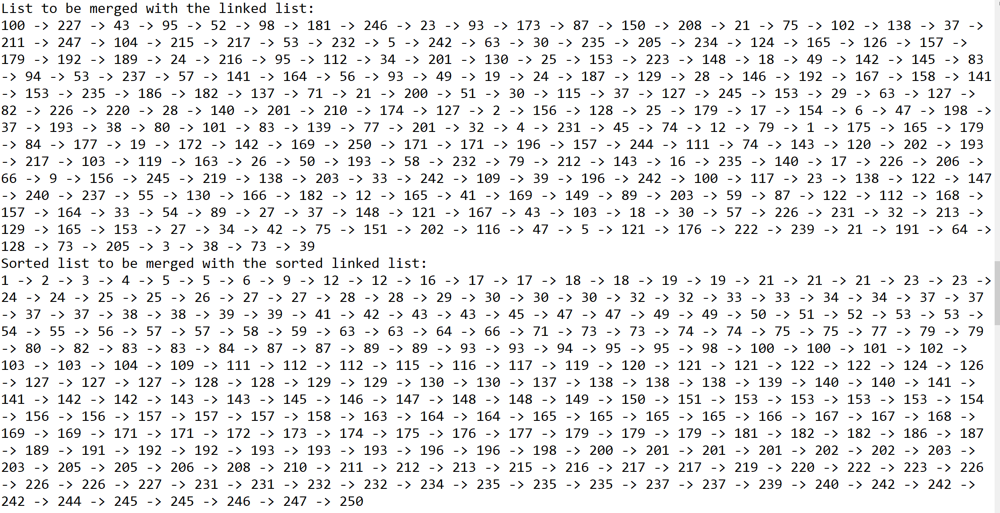 List to be merged with the linked list:
100 -> 227 -> 43 -> 95 -> 52 -> 98 -> 181 -> 246 -> 23 -> 93 -> 173 -> 87 -> 150 -> 208 -> 21 -> 75 -> 102 -> 138 -> 37 ->
211 -> 247 -> 104 -> 215 -> 217 -> 53 -> 232 -> 5 -> 242 -> 63 -> 30 -> 235 -> 205 -> 234 -> 124 -> 165 -> 126 -> 157 ->
179 -> 192 -> 189 -> 24 -> 216 -> 95 -> 112 -> 34 -> 201 -> 130 -> 25 -> 153 -> 223 -> 148 -> 18 -> 49 -> 142 -> 145 -> 83
-> 94 -> 53 -> 237 -> 57 -> 141 -> 164 -> 56 -> 93 -> 49 -> 19 -> 24 -> 187 -> 129 -> 28 -> 146 -> 192 -> 167 -> 158 -> 141
-> 153 -> 235 -> 186 -> 182 -> 137 -> 71 -> 21 -> 200 -> 51 -> 30 -> 115 -> 37 -> 127 -> 245 -> 153 -> 29 -> 63 -> 127 ->
82 -> 226 -> 220 -> 28 -> 140 -> 201 -> 210 -> 174 -> 127 -> 2 -> 156 -> 128 -> 25 -> 179 -> 17 -> 154 -> 6 -> 47 -> 198 ->
37 -> 193 -> 38 -> 80 -> 101 -> 83 -> 139 -> 77 -> 201 -> 32 -> 4 -> 231 -> 45 -> 74 -> 12 -> 79 -> 1 -> 175 -> 165 -> 179
-> 84 -> 177 -> 19 -> 172 -> 142 -> 169 -> 250 -> 171 -> 171 -> 196 -> 157 -> 244 -> 111 -> 74 -> 143 -> 120 -> 202 -> 193
-> 217 -> 103 -> 119 -> 163 -> 26 -> 50 -> 193 -> 58 -> 232 -> 79 -> 212 -> 143 -> 16 -> 235 -> 140 -> 17 -> 226 -> 206 ->
66 -> 9 -> 156 -> 245 -> 219 -> 138 -> 203 -> 33 -> 242 -> 109 -> 39 -> 196 -> 242 -> 100 -> 117 -> 23 -> 138 -> 122 -> 147
-> 240 -> 237 -> 55 -> 130 -> 166 -> 182 -> 12 -> 165 -> 41 -> 169 -> 149 -> 89 -> 203 -> 59 -> 87 -> 122 -> 112 -> 168 ->
157 -> 164 -> 33 -> 54 -> 89 -> 27 -> 37 -> 148 -> 121 -> 167 -> 43 -> 103 -> 18 -> 30 -> 57 -> 226 -> 231 -> 32 -> 213 ->
129 -> 165 -> 153 -> 27 -> 34 -> 42 -> 75 -> 151 -> 202 -> 116 -> 47 -> 5 -> 121 -> 176 -> 222 -> 239 -> 21 -> 191 -> 64 ->
128 -> 73 -> 205 -> 3 -> 38 -> 73 -> 39
Sorted list to be merged with the sorted linked list:
1 -> 2 -> 3 -> 4 -> 5 -> 5 -> 6 -> 9 -> 12 -> 12 -> 16 -> 17 -> 17 -> 18 -> 18 -> 19 -> 19 -> 21 -> 21 -> 21 -> 23 -> 23 ->
24 -> 24 -> 25 -> 25 -> 26 -> 27 -> 27 -> 28 -> 28 -> 29 -> 30 -> 30 -> 30 -> 32 -> 32 -> 33 -> 33 -> 34 -> 34 -> 37 -> 37
-> 37 -> 37 -> 38 -> 38 -> 39 -> 39 -> 41 -> 42 -> 43 -> 43 -> 45 -> 47 -> 47 -> 49 -> 49 -> 50 -> 51 -> 52 -> 53 -> 53 ->
54 -> 55 -> 56 -> 57 -> 57 -> 58 -> 59 -> 63 -> 63 -> 64 -> 66 -> 71 -> 73 -> 73 -> 74 -> 74 -> 75 -> 75 -> 77 -> 79 -> 79
-> 80 -> 82 -> 83 -> 83 -> 84 -> 87 -> 87 -> 89 -> 89 -> 93 -> 93 -> 94 -> 95 -> 95 -> 98 -> 100 -> 100 -> 101 -> 102 ->
103 -> 103 -> 104 -> 109 -> 111 -> 112 -> 112 -> 115 -> 116 -> 117 -> 119 -> 120 -> 121 -> 121 -> 122 -> 122 -> 124 -> 126
-> 127 -> 127 -> 127 -> 128 -> 128 -> 129 -> 129 -> 130 -> 130 -> 137 -> 138 -> 138 -> 138 -> 139 -> 140 -> 140 -> 141 ->
141 -> 142 -> 142 -> 143 -> 143 -> 145 -> 146 -> 147 -> 148 -> 148 -> 149 -> 150 -> 151 -> 153 -> 153 -> 153 -> 153 -> 154
-> 156 -> 156 -> 157 -> 157 -> 157 -> 158 -> 163 -> 164 -> 164 -> 165 -> 165 -> 165 -> 165 -> 166 -> 167 -> 167 -> 168 ->
169 -> 169 -> 171 -> 171 -> 172 -> 173 -> 174 -> 175 -> 176 -> 177 -> 179 -> 179 -> 179 -> 181 -> 182 -> 182 -> 186 -> 187
-> 189 -> 191 -> 192 -> 192 -> 193 -> 193 -> 193 -> 196 -> 196 -> 198 -> 200 -> 201 -> 201 -> 201 -> 202 -> 202 -> 203 ->
203 -> 205 -> 205 -> 206 -> 208 -> 210 -> 211 -> 212 -> 213 -> 215 -> 216 -> 217 -> 217 -> 219 -> 220 -> 222 -> 223 -> 226
-> 226 -> 226 -> 227 -> 231 -> 231 -> 232 -> 232 -> 234 -> 235 -> 235 -> 235 -> 237 -> 237 -> 239 -> 240 -> 242 -> 242 ->
242 -> 244 -> 245 -> 245 -> 246 -> 247 -> 250